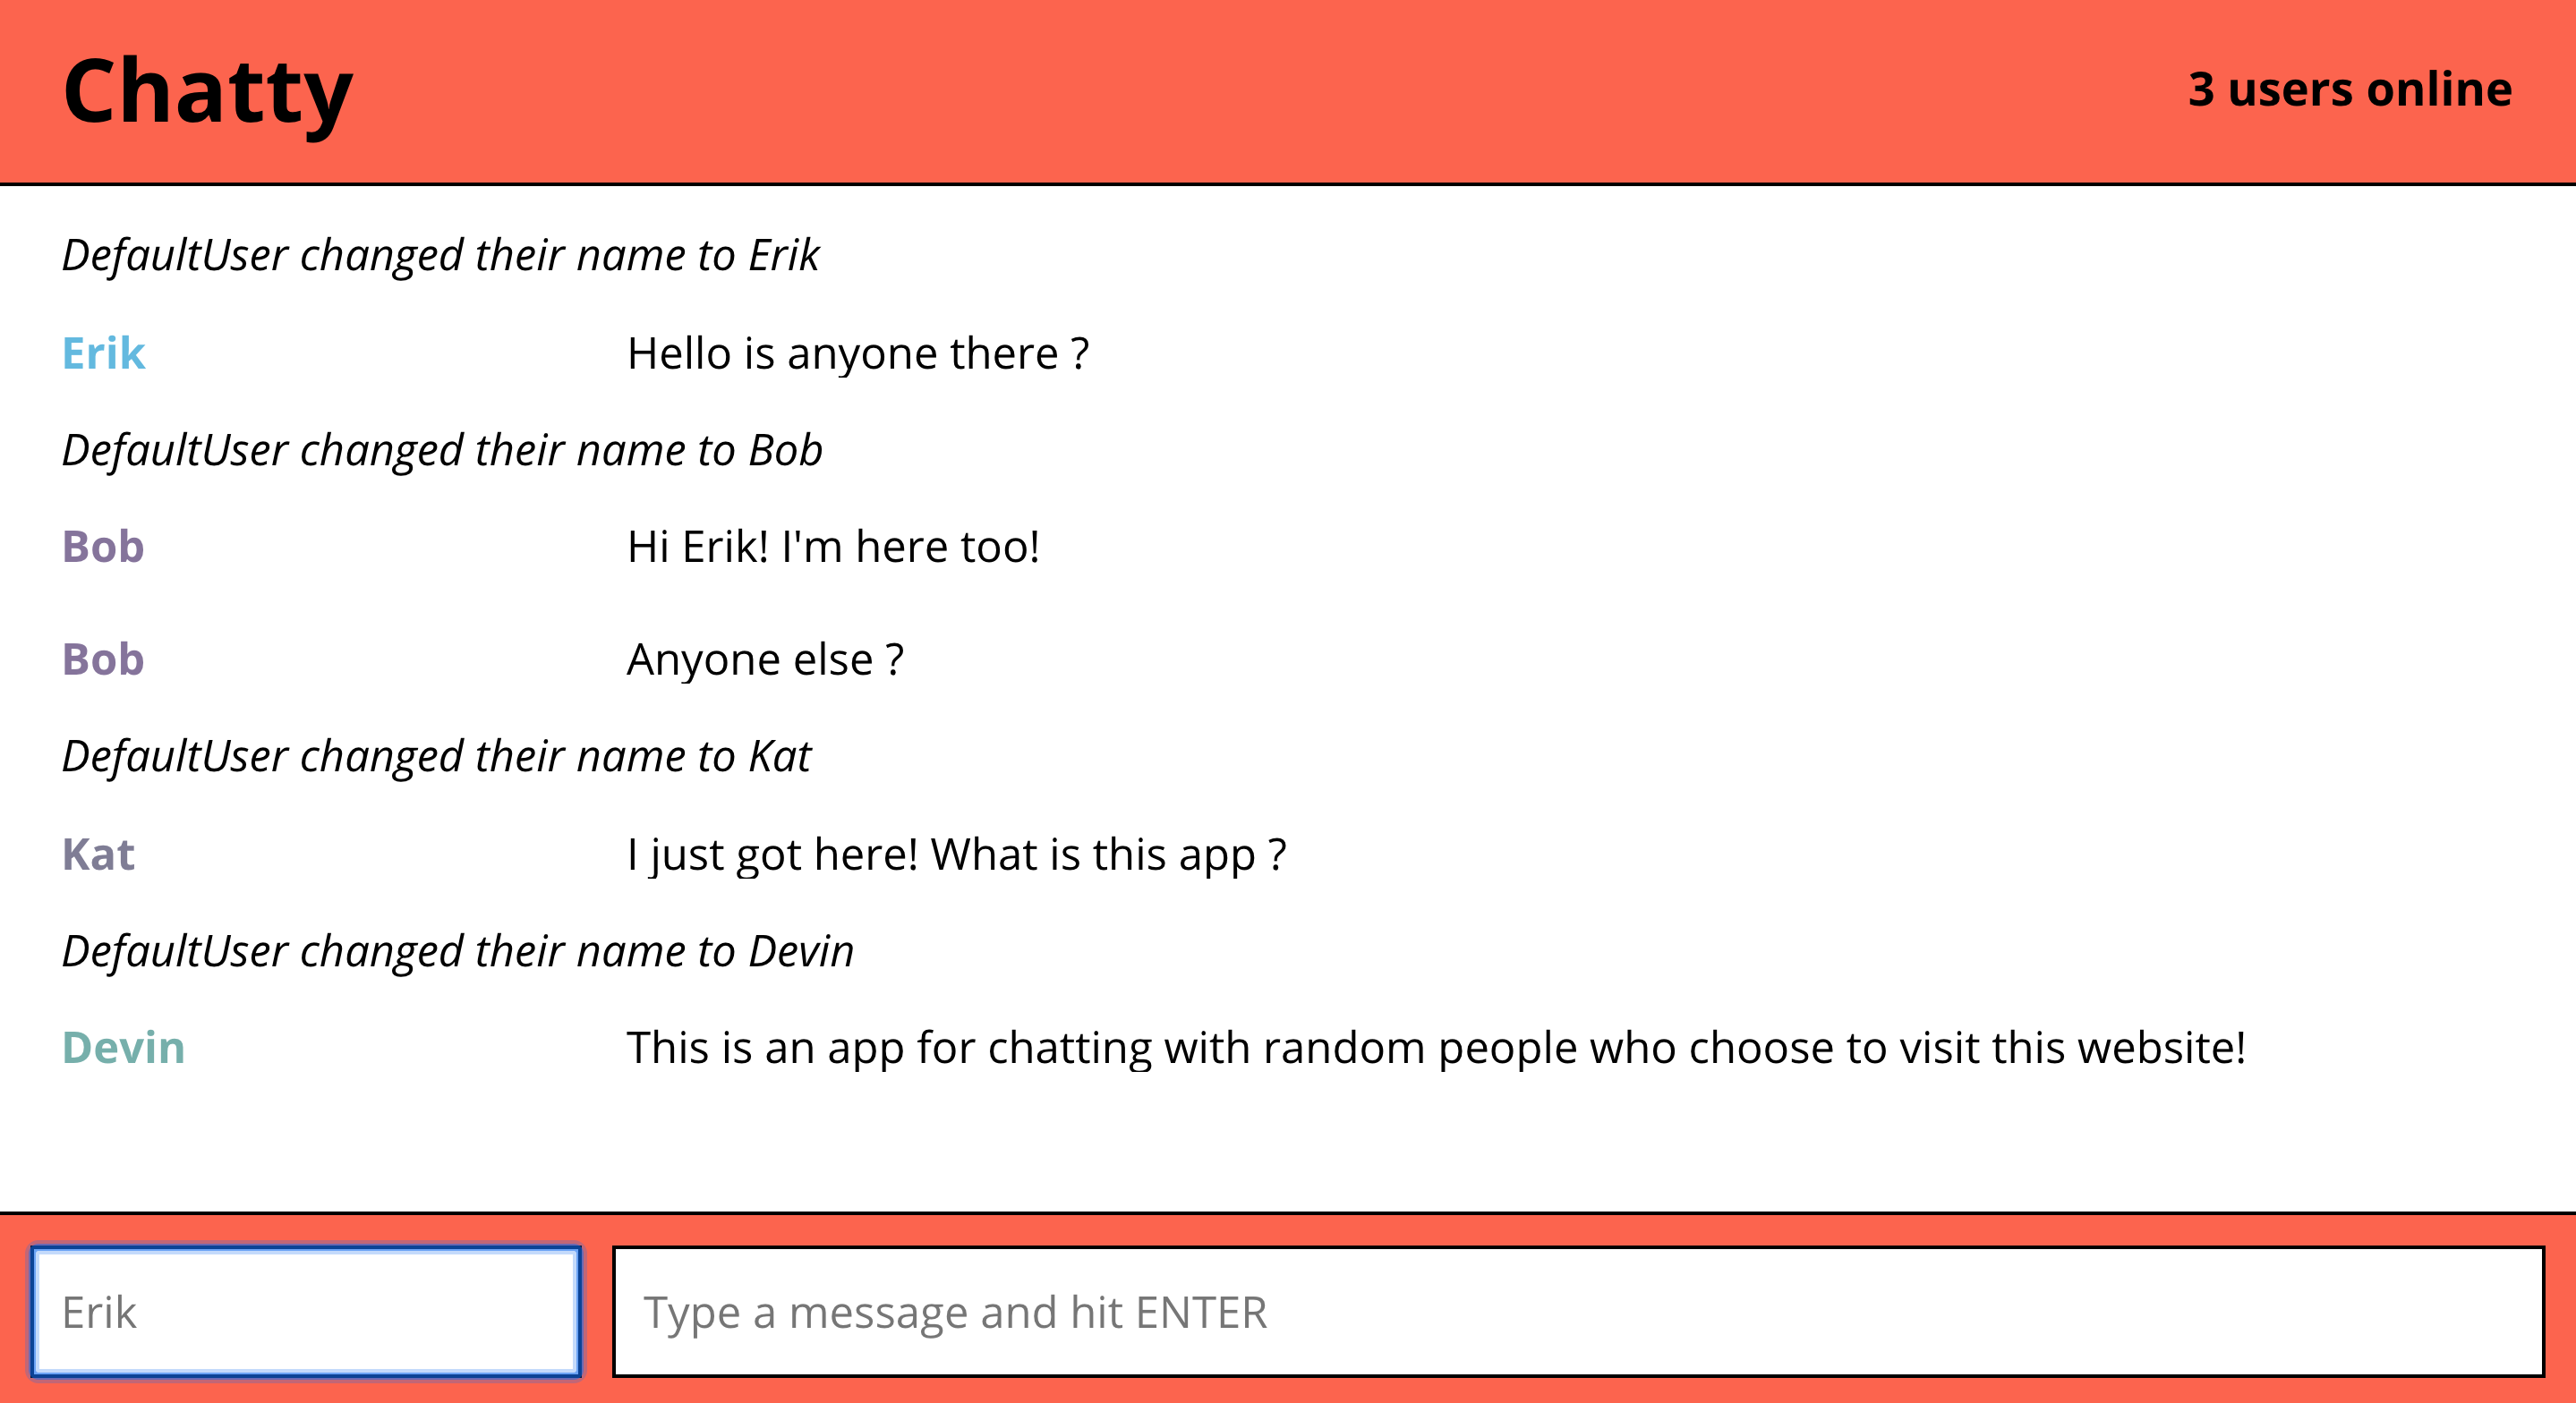 Chatty
3 users online
DefaultUser changed their name to Erik
Erik Hello is anyone there ?
DefaultUser changed their name to Bob
Bob Hi Erik! I'm here too!
Bob Anyone else ?
DefaultUser changed their name to Kat
Kat I just got here! What is this app ?
DefaultUser changed their name to Devin
Devin This is an app for chatting with random people who choose to visit this website!
Erik
Type a message and hit ENTER